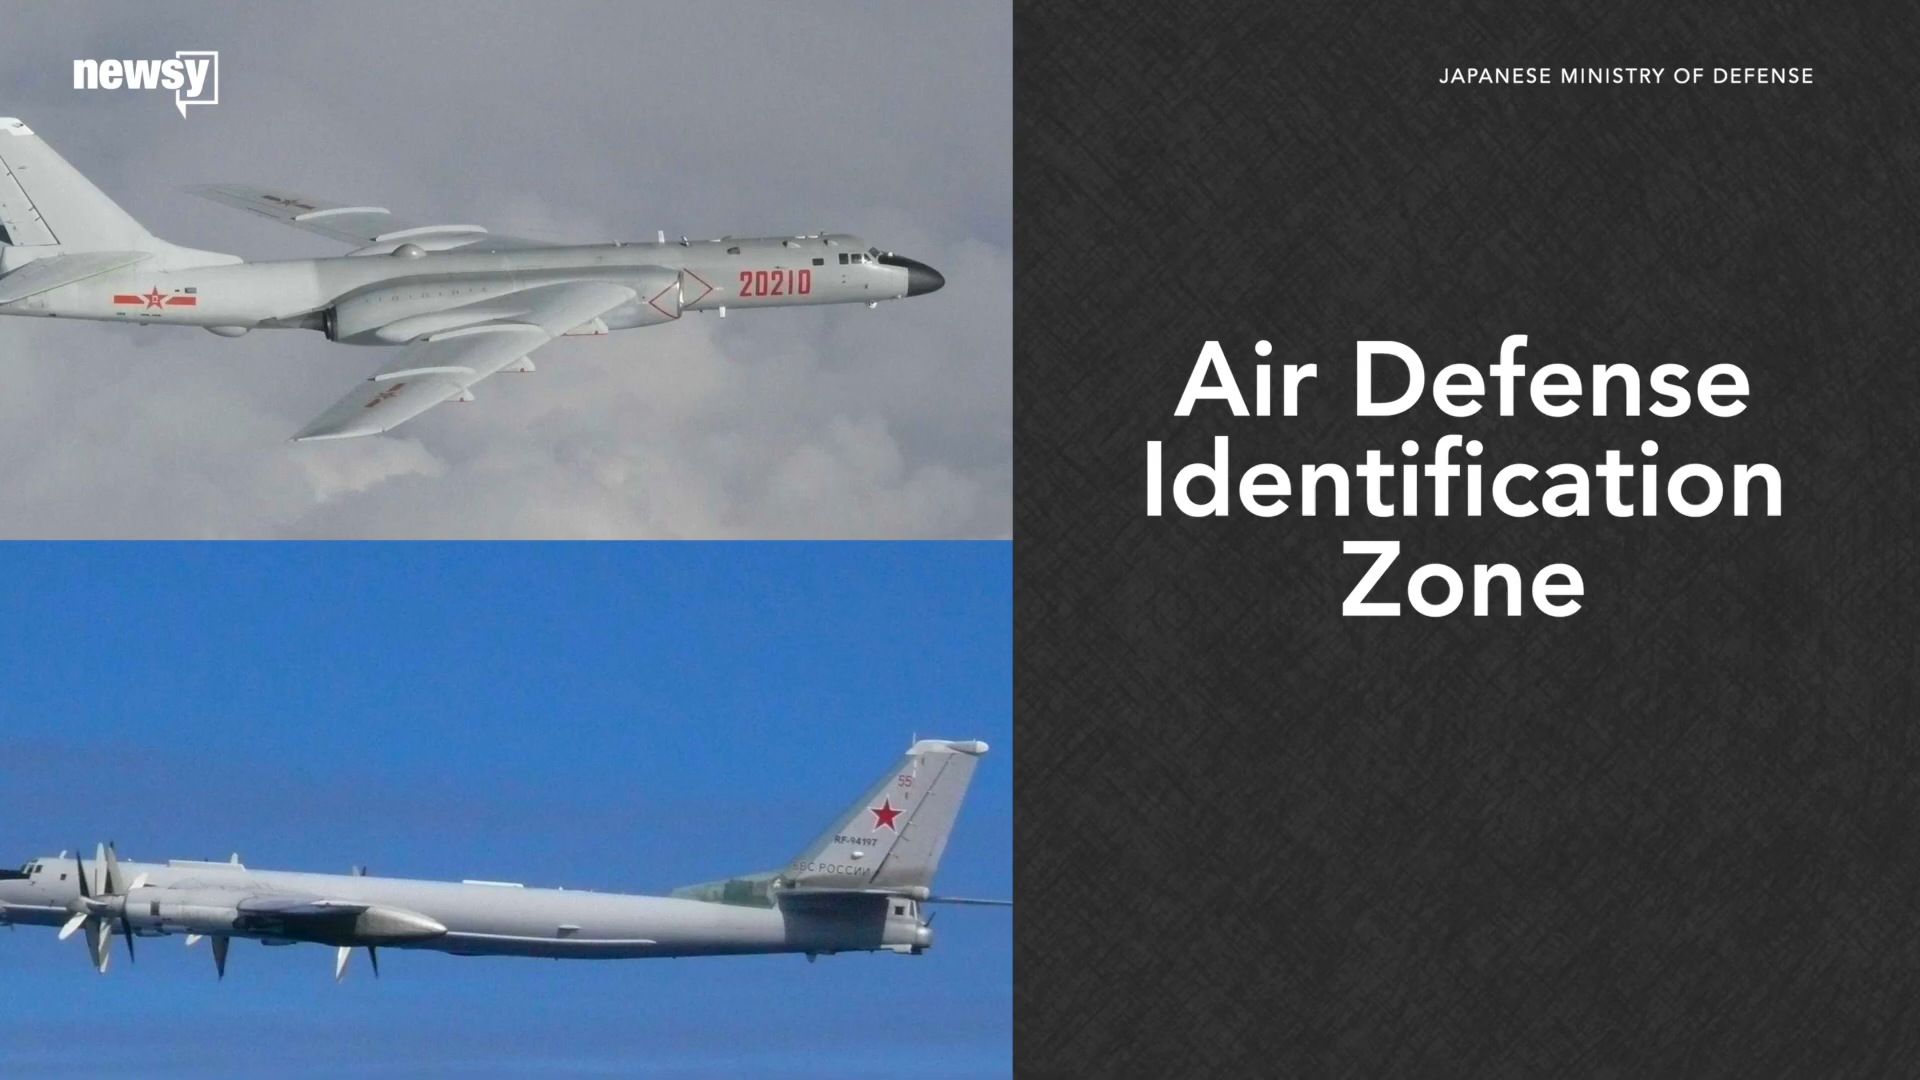 newsy
JAPANESE MINISTRY OF DEFENSE
20210
Air Defense
Identification
Zone
55
RF-94197
ВВС РОССИИ